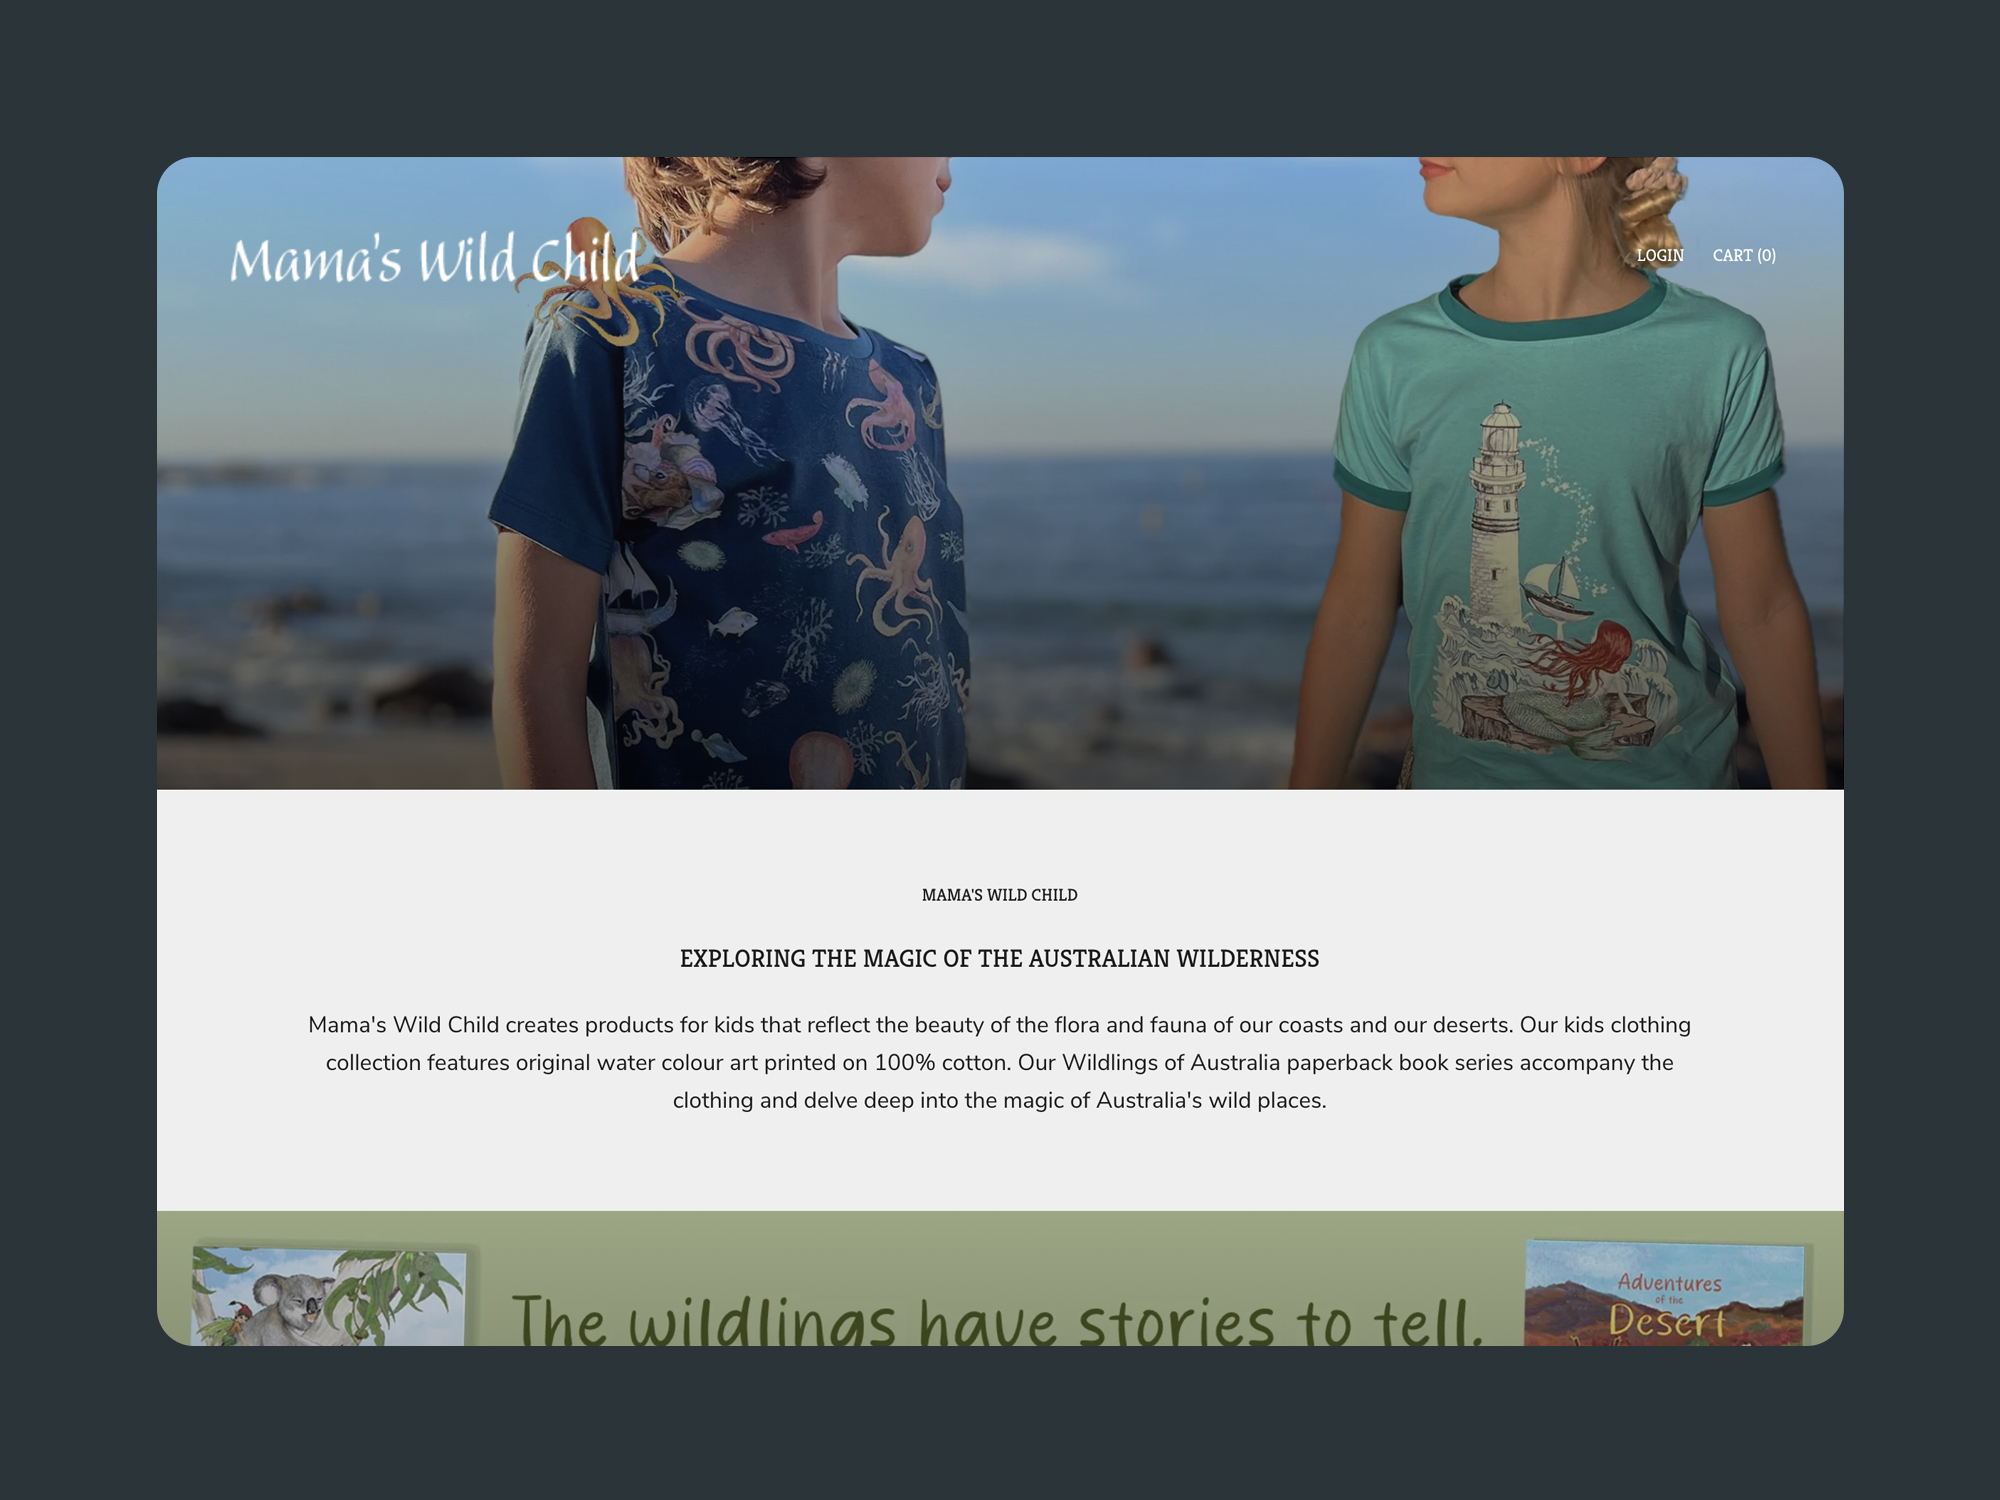 Mama's Wild Child
LOGIN CART (0)
MAMA'S WILD CHILD
EXPLORING THE MAGIC OF THE AUSTRALIAN WILDERNESS
Mama's Wild Child creates products for kids that reflect the beauty of the flora and fauna of our coasts and our deserts. Our kids clothing
collection features original water colour art printed on 100% cotton. Our Wildlings of Australia paperback book series accompany the
clothing and delve deep into the magic of Australia's wild places.
The wildlings have stories to tell.
Adventures
of the
Desert